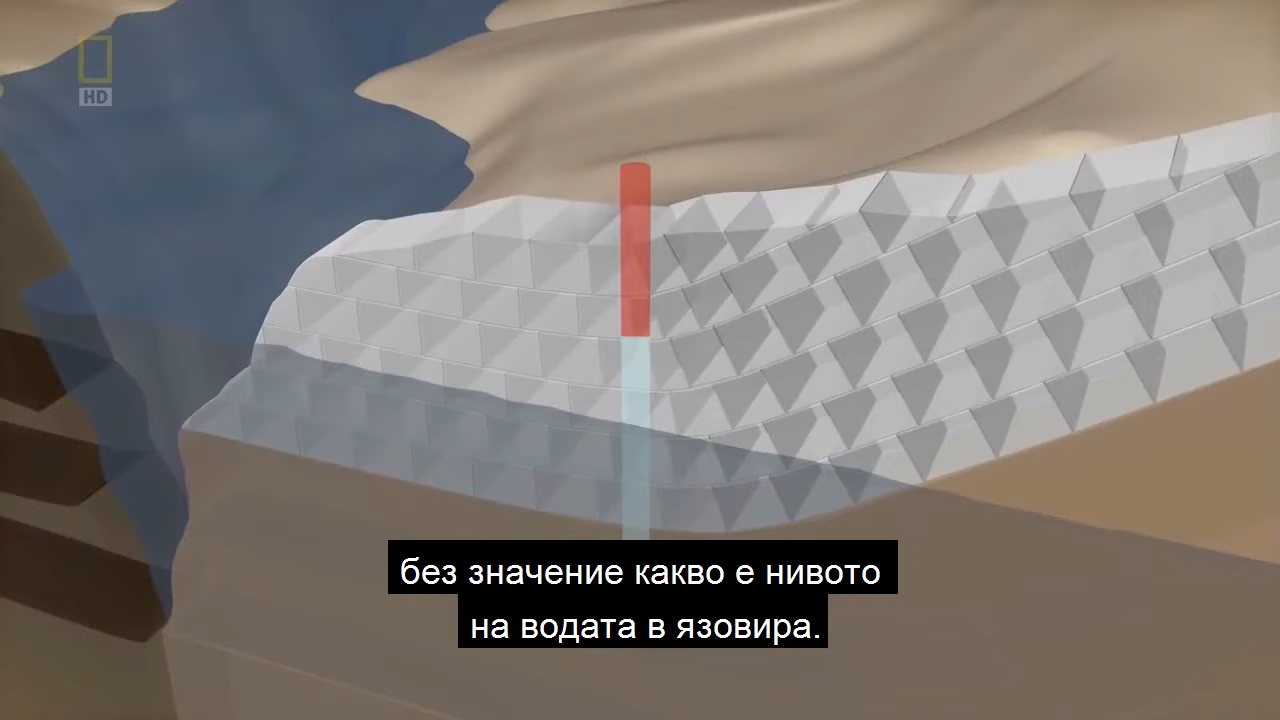 HD
без значение какво е нивото
на водата в язовира.